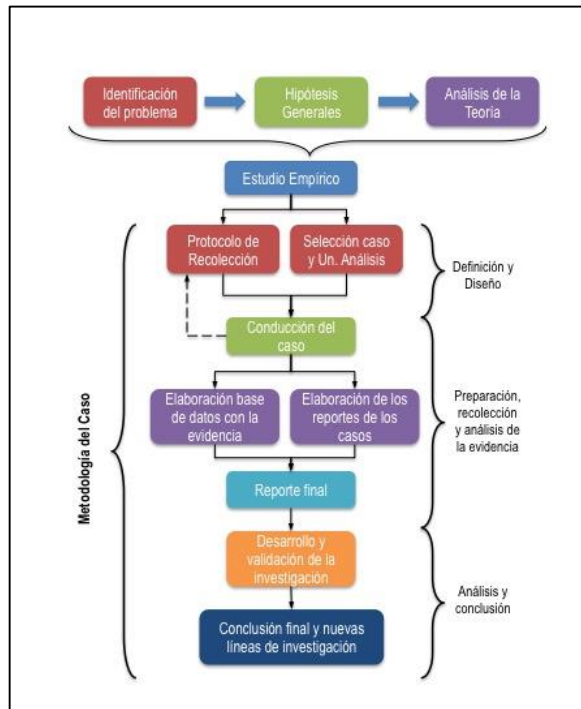 Identificación
del problema
Hipótesis
Generales
Análisis de la
Teoría
Estudio Empírico
Protocolo de
Recolección
Selección caso
y Un. Análisis
Definición y
Diseño
Conducción del
caso
Elaboración base
de datos con la
evidencia
Elaboración de los
reportes de los
casos
Preparación,
recolección
y análisis de
la evidencia
Metodología del Caso
Reporte final
Desarrollo y
validación de la
investigación
Análisis y
conclusión
Conclusión final y nuevas
líneas de investigación